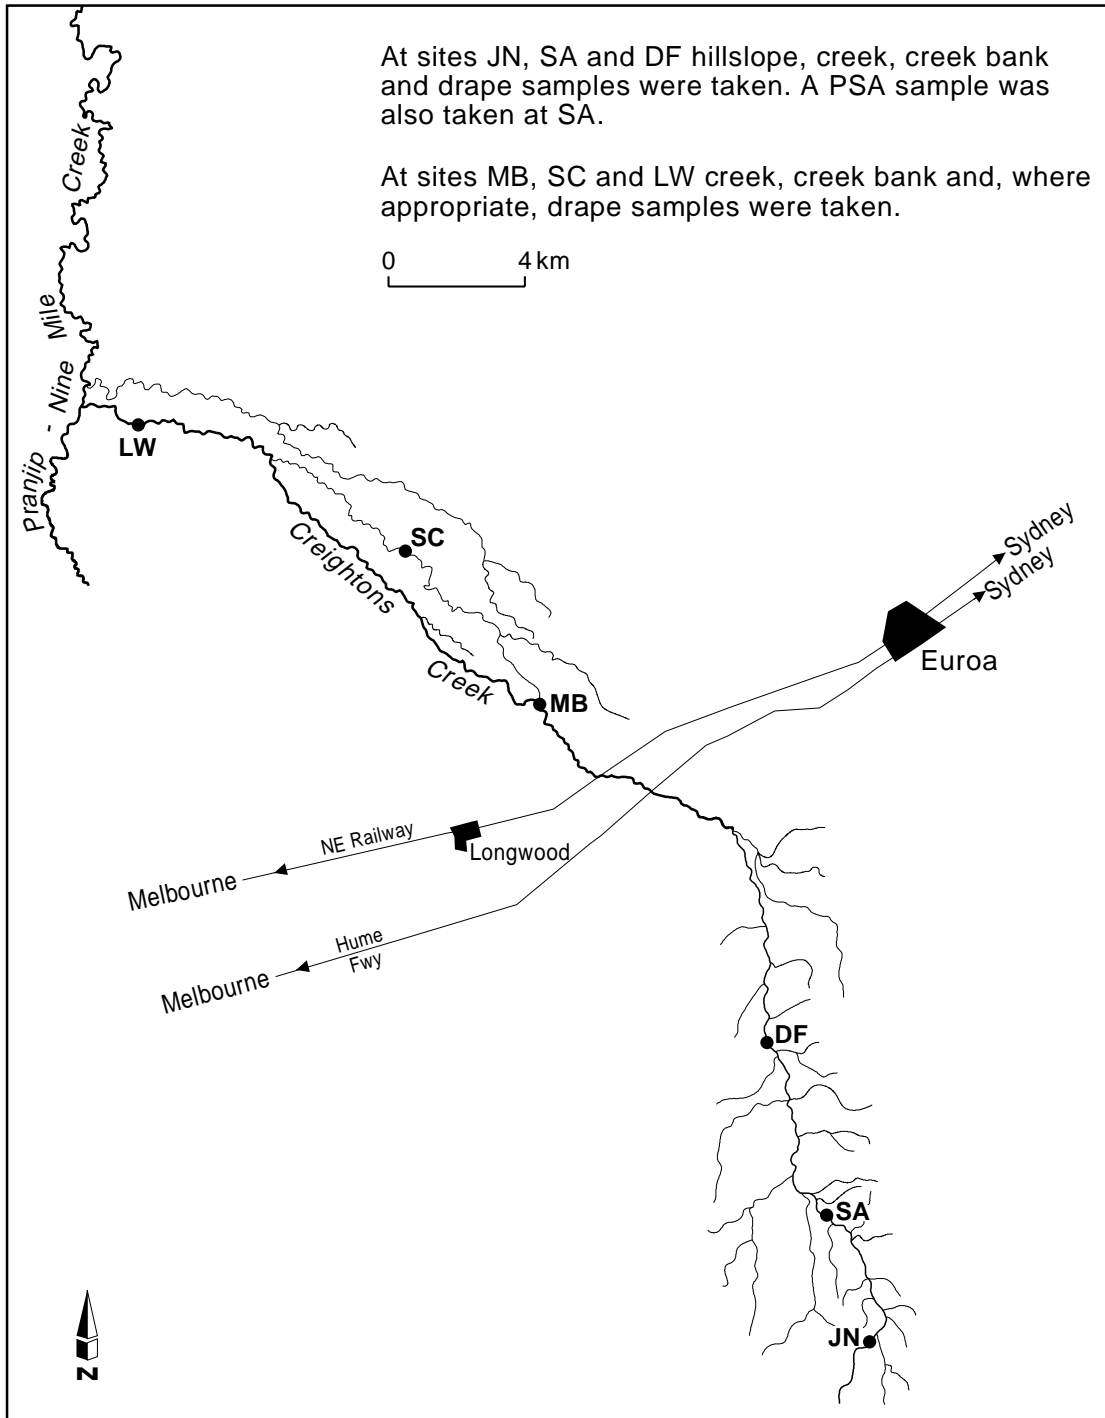 At sites JN, SA and DF hillslope, creek, creek bank
and drape samples were taken. A PSA sample was
also taken at SA.
At sites MB, SC and LW creek, creek bank and, where
appropriate, drape samples were taken.
0 4 km
Pranjip - Nine Mile Creek
LW
SC
Creightons Creek
MB
Sydney
Sydney
Euroa
NE Railway
Longwood
Melbourne
Hume
Fwy
Melbourne
DF
SA
JN
N